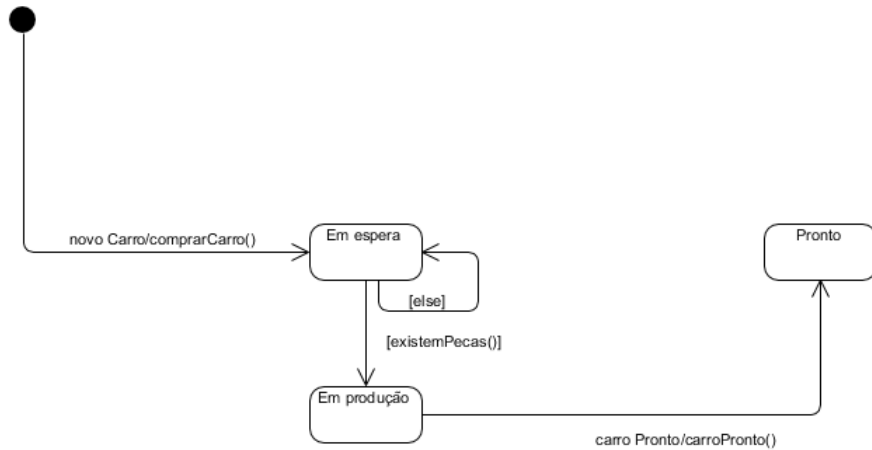 novo Carro/comprarCarro()
Em espera
Pronto
[else]
[existemPecas()]
Em produção
carro Pronto/carroPronto()